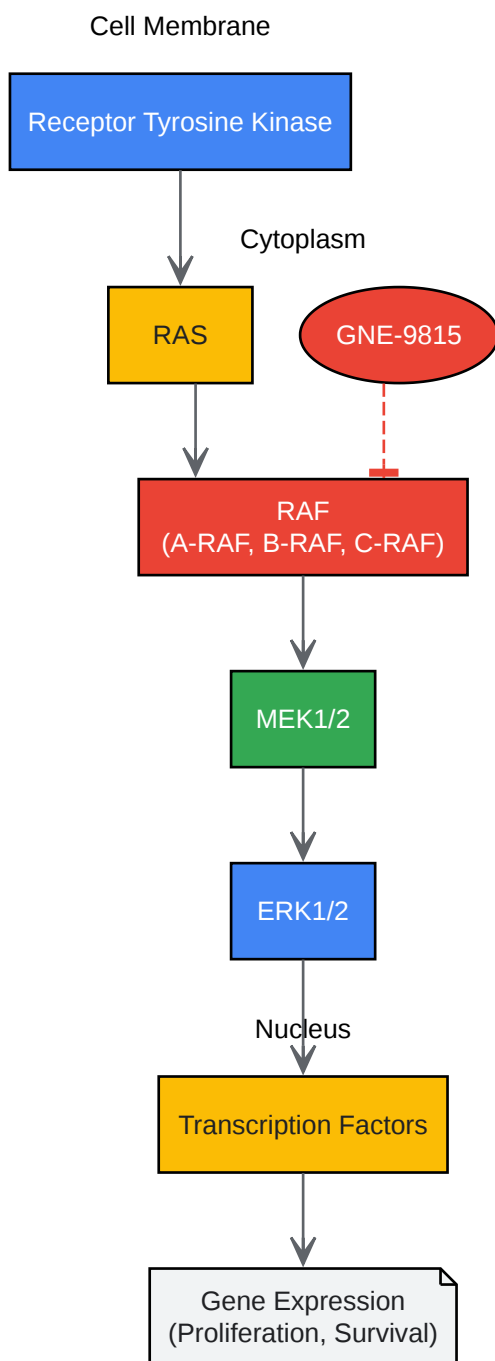 Cell Membrane
Receptor Tyrosine Kinase
Cytoplasm
RAS
GNE-9815
RAF
(A-RAF, B-RAF, C-RAF)
MEK1/2
ERK1/2
Nucleus
Transcription Factors
Gene Expression
(Proliferation, Survival)